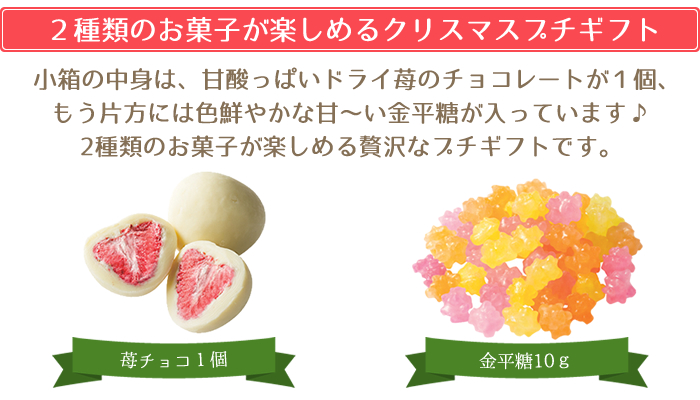 ２種類のお菓子が楽しめるクリスマスプチギフト
小箱の中身は、甘酸っぱいドライ苺のチョコレートが１個、
もう片方には色鮮やかな甘〜い金平糖が入っています♪
2種類のお菓子が楽しめる贅沢なプチギフトです。
苺チョコ１個
金平糖10ｇ